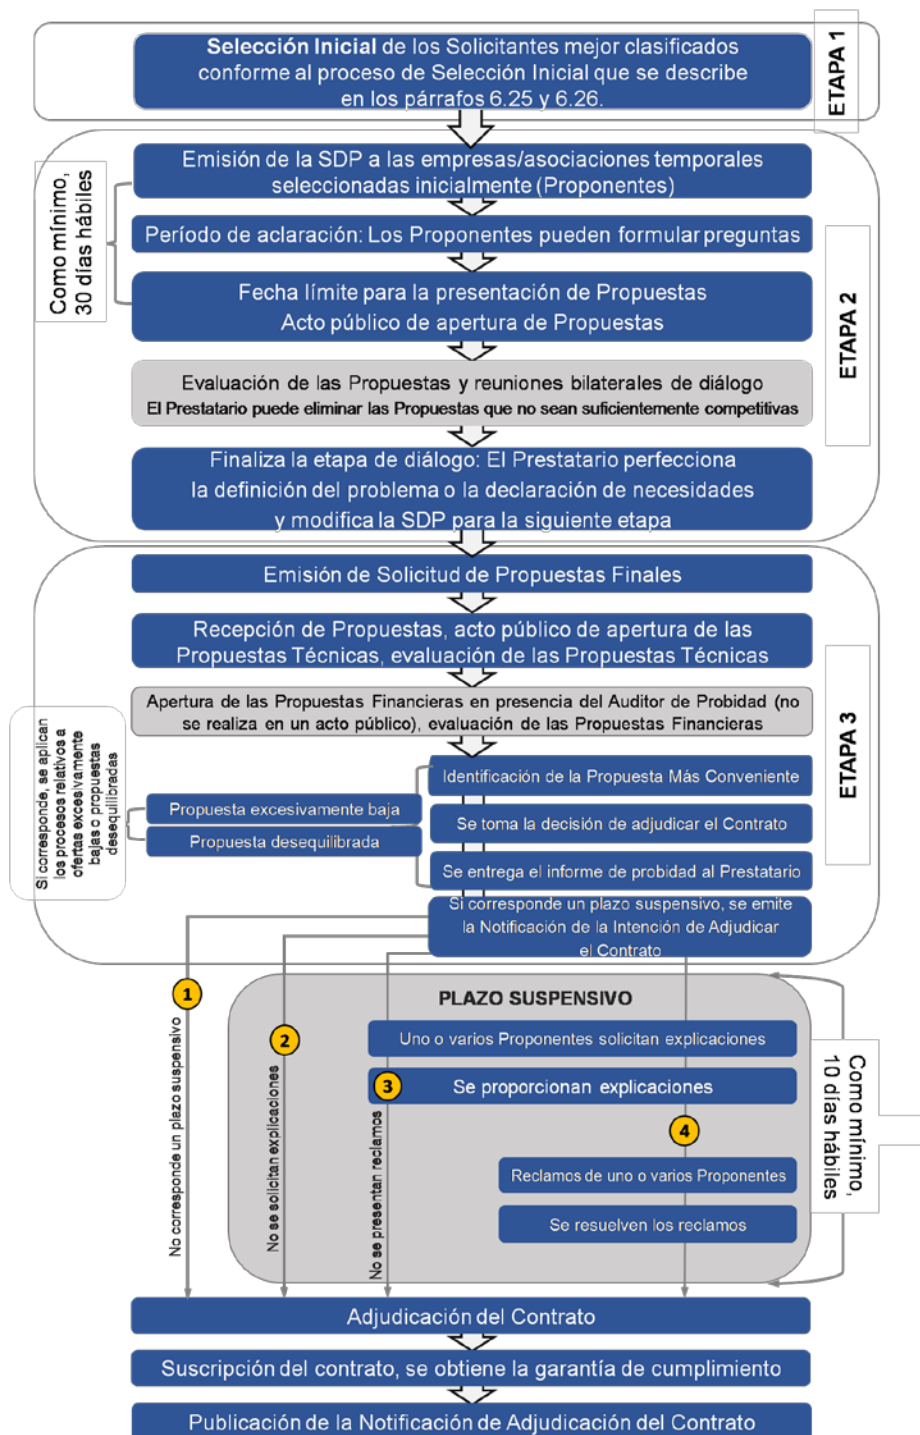 Selección Inicial de los Solicitantes mejor clasificados
conforme al proceso de Selección Inicial que se describe
en los párrafos 6.25 y 6.26.
ETAPA 1
Emisión de la SDP a las empresas/asociaciones temporales
seleccionadas inicialmente (Proponentes)
Como mínimo,
30 días hábiles
Período de aclaración: Los Proponentes pueden formular preguntas
Fecha límite para la presentación de Propuestas
Acto público de apertura de Propuestas
ETAPA 2
Evaluación de las Propuestas y reuniones bilaterales de diálogo
El Prestatario puede eliminar las Propuestas que no sean suficientemente competitivas
Finaliza la etapa de diálogo: El Prestatario perfecciona
la definición del problema o la declaración de necesidades
y modifica la SDP para la siguiente etapa
Emisión de Solicitud de Propuestas Finales
Recepción de Propuestas, acto público de apertura de las
Propuestas Técnicas, evaluación de las Propuestas Técnicas
Apertura de las Propuestas Financieras en presencia del Auditor de Probidad (no
se realiza en un acto público), evaluación de las Propuestas Financieras
ETAPA 3
Si corresponde, se aplican
los procesos relativos a
ofertas excesivamente
bajas o propuestas
desequilibradas
Propuesta excesivamente baja
Propuesta desequilibrada
Identificación de la Propuesta Más Conveniente
Se toma la decisión de adjudicar el Contrato
Se entrega el informe de probidad al Prestatario
Si corresponde un plazo suspensivo, se emite
la Notificación de la Intención de Adjudicar
el Contrato
1
No corresponde un plazo suspensivo
2
No se solicitan explicaciones
3
No se presentan reclamos
PLAZO SUSPENSIVO
Uno o varios Proponentes solicitan explicaciones
Se proporcionan explicaciones
4
Reclamos de uno o varios Proponentes
Se resuelven los reclamos
Como mínimo,
10 días hábiles
Adjudicación del Contrato
Suscripción del contrato, se obtiene la garantía de cumplimiento
Publicación de la Notificación de Adjudicación del Contrato